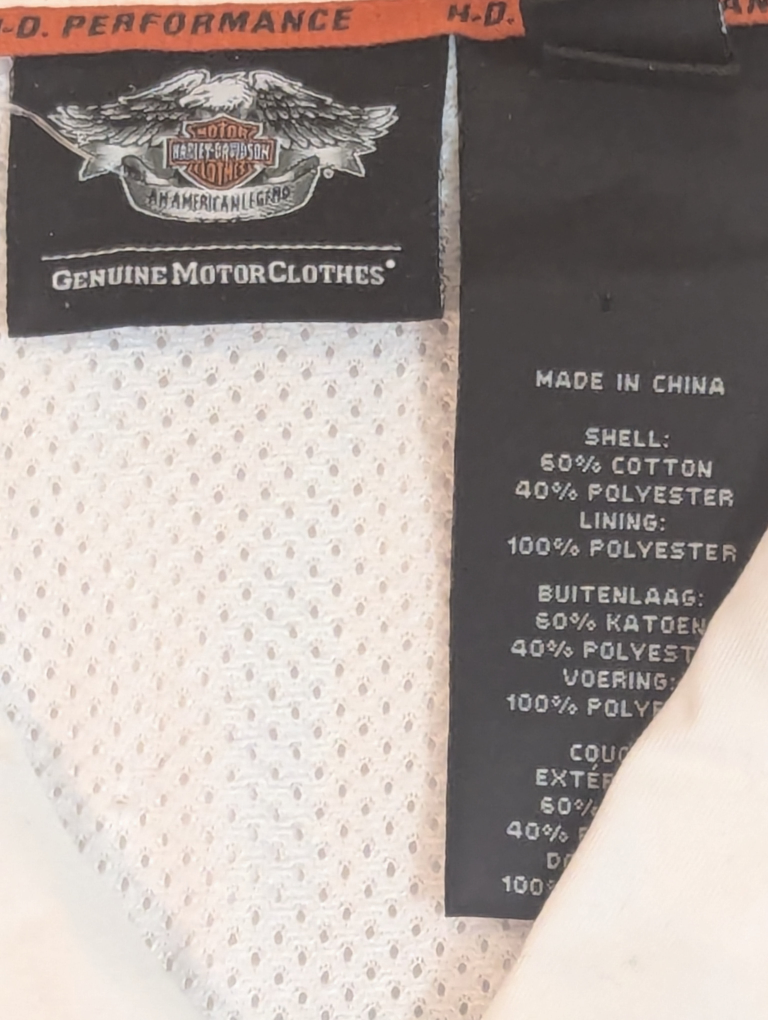 -D. PERFORMANCE H-D.
MOTOR
HARLEY-DAVIDSON
CLOTHES
AN AMERICAN LEGEND
GENUINE MOTORCLOTHES®
MADE IN CHINA
SHELL:
60% COTTON
40% POLYESTER
LINING:
100% POLYESTER
BUITENLAAG:
60% KATOEN
40% POLYEST
VOERING:
100% POLY
COUC
EXTÉ
60%
40%
100